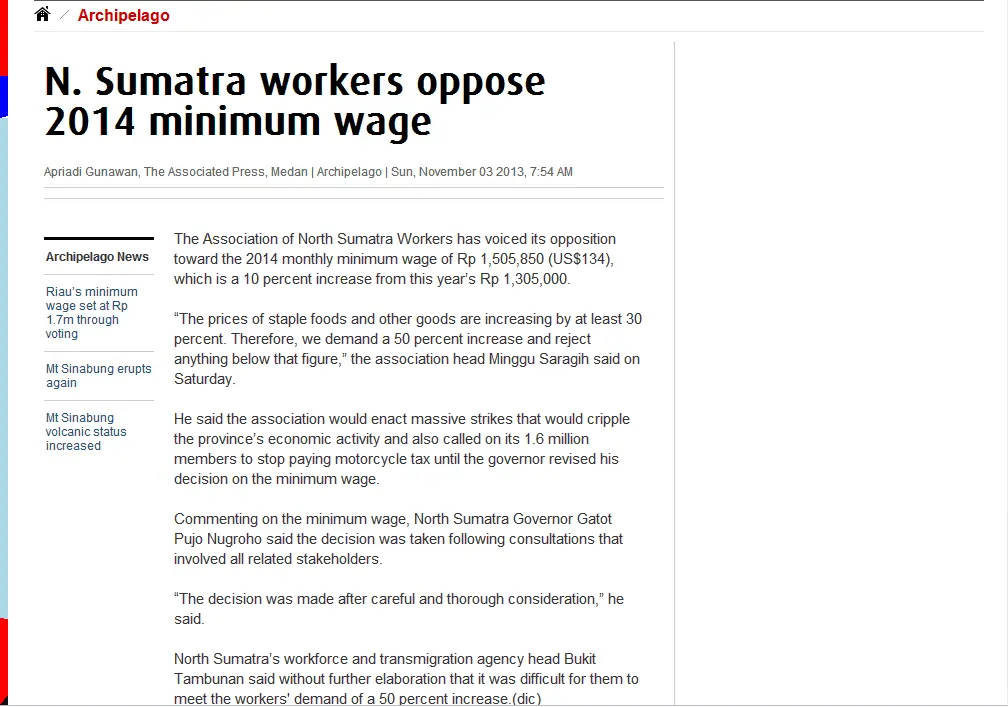 Archipelago
N. Sumatra workers oppose
2014 minimum wage
Apriadi Gunawan, The Associated Press, Medan | Archipelago | Sun, November 03 2013, 7:54 AM
Archipelago News
Riau's minimum
wage set at Rp
1.7m through
voting
Mt Sinabung erupts
again
Mt Sinabung
volcanic status
increased
The Association of North Sumatra Workers has voiced its opposition
toward the 2014 monthly minimum wage of Rp 1,505,850 (US$134),
which is a 10 percent increase from this year's Rp 1,305,000.
“The prices of staple foods and other goods are increasing by at least 30
percent. Therefore, we demand a 50 percent increase and reject
anything below that figure,” the association head Minggu Saragih said on
Saturday.
He said the association would enact massive strikes that would cripple
the province’s economic activity and also called on its 1.6 million
members to stop paying motorcycle tax until the governor revised his
decision on the minimum wage.
Commenting on the minimum wage, North Sumatra Governor Gatot
Pujo Nugroho said the decision was taken following consultations that
involved all related stakeholders.
“The decision was made after careful and thorough consideration,” he
said.
North Sumatra’s workforce and transmigration agency head Bukit
Tambunan said without further elaboration that it was difficult for them to
meet the workers' demand of a 50 percent increase.(dic)